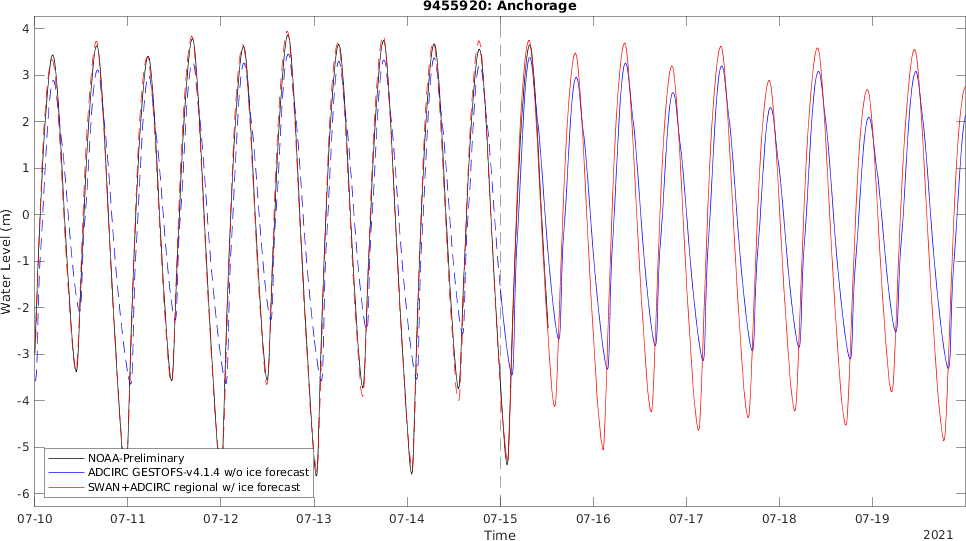 9455920: Anchorage
Water Level (m)
4
3
2
1
0
-1
-2
-3
-4
-5
-6
NOAA-Preliminary
ADCIRC GESTOFS-v4.1.4 w/o ice forecast
SWAN+ADCIRC regional w/ ice forecast
07-10 07-11 07-12 07-13 07-14 07-15 07-16 07-17 07-18 07-19
Time
2021